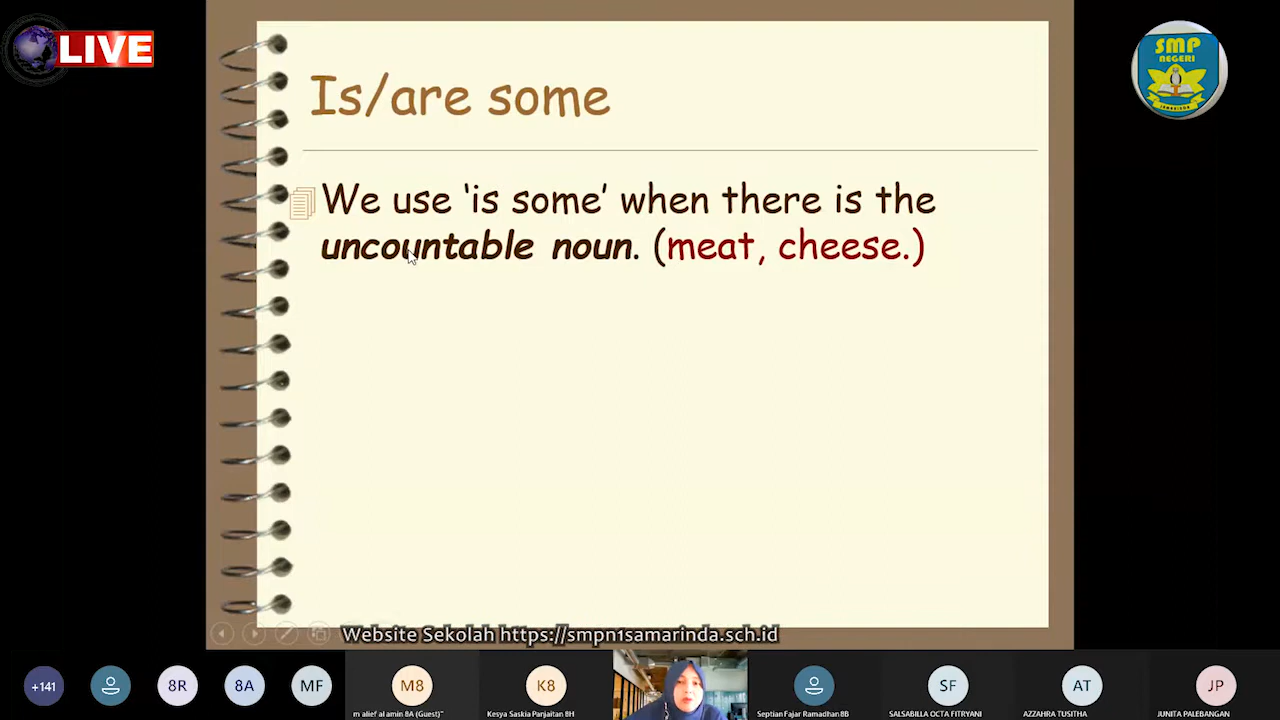 LIVE
SMP
NEGERI
SAMARINDA
Is/are some
We use ‘is some’ when there is the
uncountable noun. (meat, cheese.)
Website Sekolah https://smpn1samarinda.sch.id
+141
8R
8A
MF
M8
K8
SF
AT
JP
m alief al amin 8A (Guest)"
Kesya Saskia Panjaitan 8H
Septian Fajar Ramadhan 8B
SALSABILLA OCTA FITRYANI
AZZAHRA TUSITHA
JUNITA PALEBANGAN